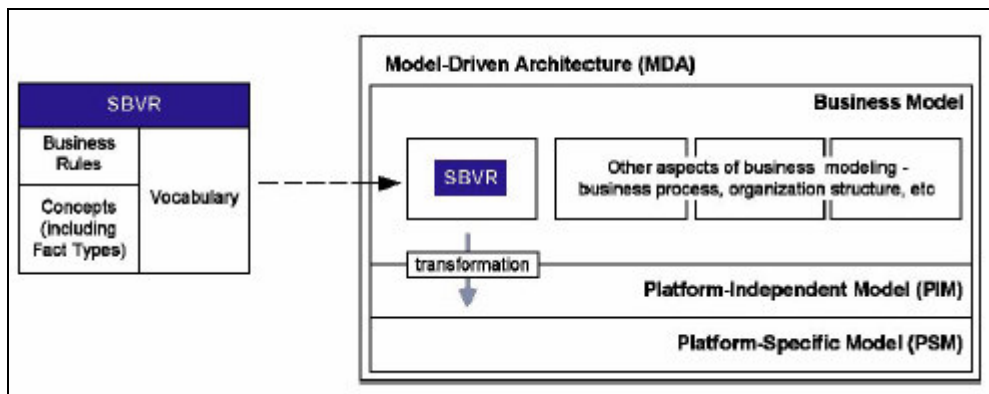 SBVR
Business
Rules
Concepts
(including
Fact Types)
Vocabulary
Model-Driven Architecture (MDA)
Business Model
SBVR
Other aspects of business modeling -
business process, organization structure, etc
transformation
Platform-Independent Model (PIM)
Platform-Specific Model (PSM)